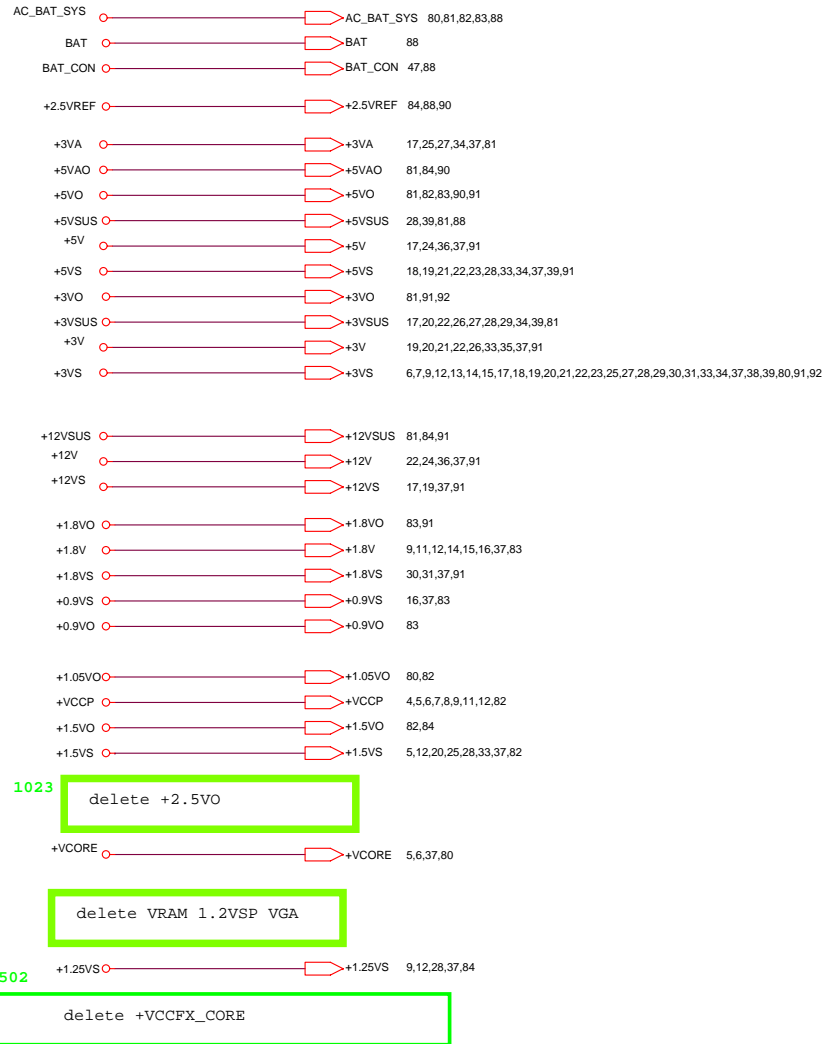 AC_BAT_SYS AC_BAT_SYS 80,81,82,83,88
BAT BAT 88
BAT_CON BAT_CON 47,88
+2.5VREF +2.5VREF 84,88,90
+3VA +3VA 17,25,27,34,37,81
+5VAO +5VAO 81,84,90
+5VO +5VO 81,82,83,90,91
+5VSUS +5VSUS 28,39,81,88
+5V +5V 17,24,36,37,91
+5VS +5VS 18,19,21,22,23,28,33,34,37,39,91
+3VO +3VO 81,91,92
+3VSUS +3VSUS 17,20,22,26,27,28,29,34,39,81
+3V +3V 19,20,21,22,26,33,35,37,91
+3VS +3VS 6,7,9,12,13,14,15,17,18,19,20,21,22,23,25,27,28,29,30,31,33,34,37,38,39,80,91,92
+12VSUS +12VSUS 81,84,91
+12V +12V 22,24,36,37,91
+12VS +12VS 17,19,37,91
+1.8VO +1.8VO 83,91
+1.8V +1.8V 9,11,12,14,15,16,37,83
+1.8VS +1.8VS 30,31,37,91
+0.9VS +0.9VS 16,37,83
+0.9VO +0.9VO 83
+1.05VO +1.05VO 80,82
+VCCP +VCCP 4,5,6,7,8,9,11,12,82
+1.5VO +1.5VO 82,84
+1.5VS +1.5VS 5,12,20,25,28,33,37,82
1023
delete +2.5VO
+VCORE +VCORE 5,6,37,80
delete VRAM 1.2VSP VGA
+1.25VS +1.25VS 9,12,28,37,84
502
delete +VCCFX_CORE